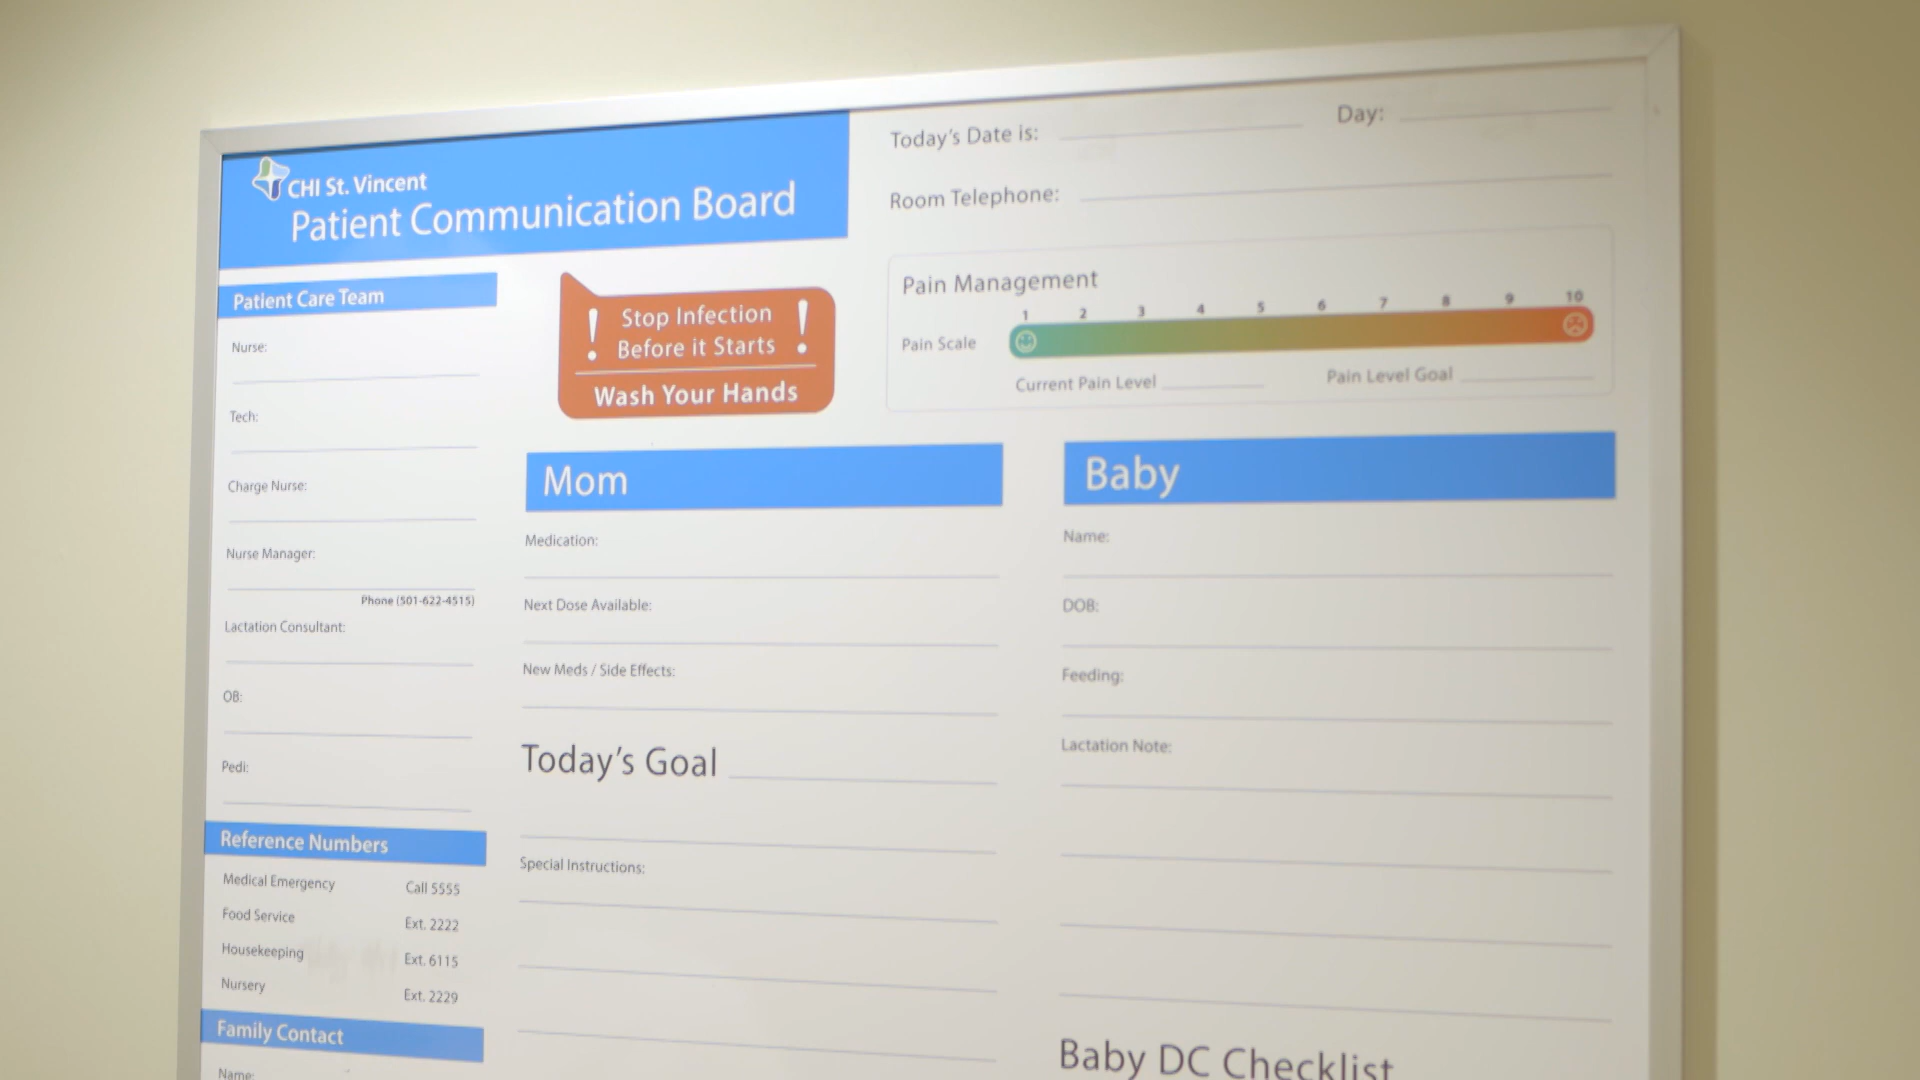 CHI St. Vincent
Patient Communication Board
Today's Date is:
Day:
Room Telephone:
Pain Management
1 2 3 4 5 6 7 8 9 10
Pain Scale
Current Pain Level
Pain Level Goal
! Stop Infection !
Before it Starts
Wash Your Hands
Patient Care Team
Nurse:
Tech:
Charge Nurse:
Nurse Manager:
Phone (501-622-4515)
Lactation Consultant:
OB:
Pedi:
Reference Numbers
Medical Emergency Call 5555
Food Service Ext. 2222
Housekeeping Ext. 6115
Nursery Ext. 2229
Family Contact
Name:
Mom
Medication:
Next Dose Available:
New Meds / Side Effects:
Today's Goal
Special Instructions:
Baby
Name:
DOB:
Feeding:
Lactation Note:
Baby DC Checklist